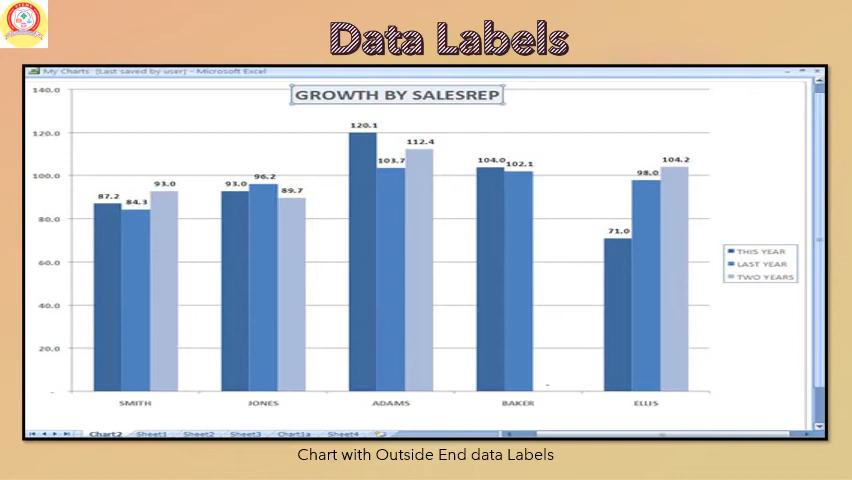 Data Labels
My Charts [Last saved by user] - Microsoft Excel
GROWTH BY SALESREP
140.0
120.0
100.0
80.0
60.0
40.0
20.0
-
87.2 84.3 93.0
93.0 96.2 89.7
120.1 103.7 112.4
104.0 102.1 -
71.0 98.0 104.2
SMITH JONES ADAMS BAKER ELLIS
THIS YEAR
LAST YEAR
TWO YEARS
Chart2 Sheet1 Sheet2 Sheet3 Chart1a Sheet4
Chart with Outside End data Labels